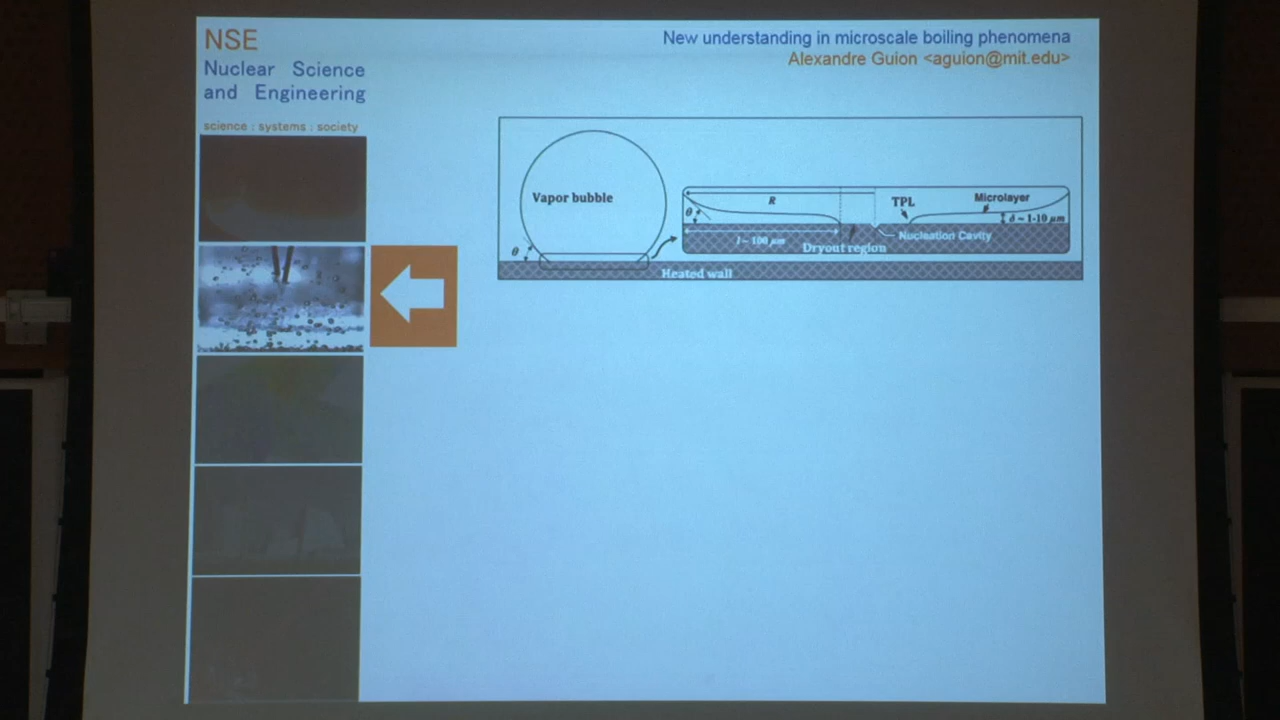 NSE
Nuclear Science
and Engineering
science : systems : society
New understanding in microscale boiling phenomena
Alexandre Guion <aguion@mit.edu>
Vapor bubble
θ
Heated wall
R
θ
l ~ 100 μm
Dryout region
TPL
Microlayer
d ~ 1-10 μm
Nucleation Cavity